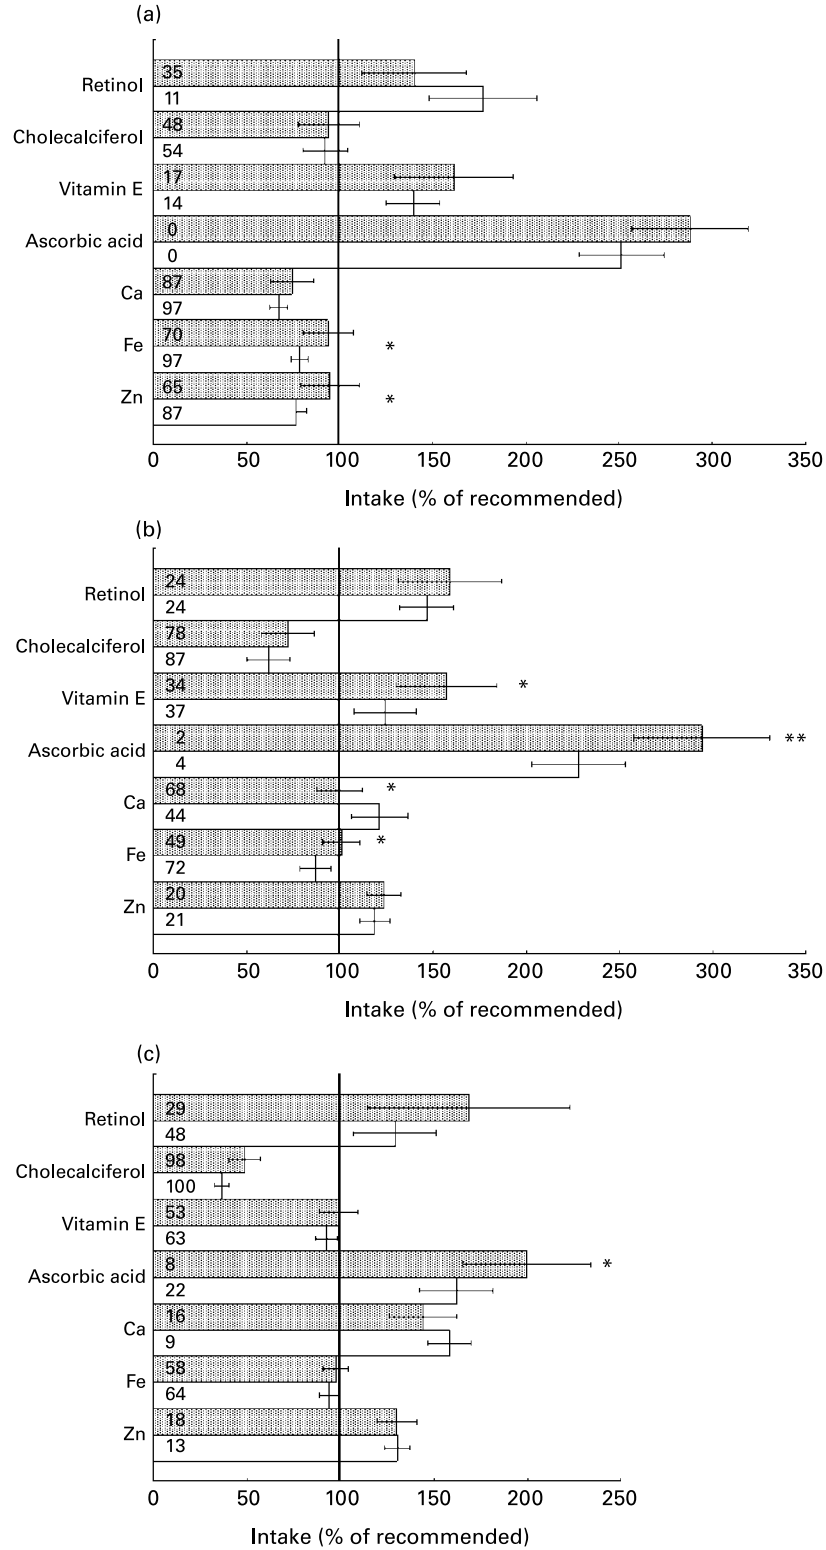 (a)
35
Retinol
11
48
Cholecalciferol
54
17
Vitamin E
14
0
Ascorbic acid
0
87
Ca
97
70
Fe
*
97
65
Zn
*
87
0 50 100 150 200 250 300 350
Intake (% of recommended)
(b)
24
Retinol
24
78
Cholecalciferol
87
34 *
Vitamin E
37
2 **
Ascorbic acid
4
68 *
Ca
44
49 *
Fe
72
20
Zn
21
0 50 100 150 200 250 300 350
Intake (% of recommended)
(c)
29
Retinol
48
98
Cholecalciferol
100
53
Vitamin E
63
8 *
Ascorbic acid
22
16
Ca
9
58
Fe
64
18
Zn
13
0 50 100 150 200 250
Intake (% of recommended)